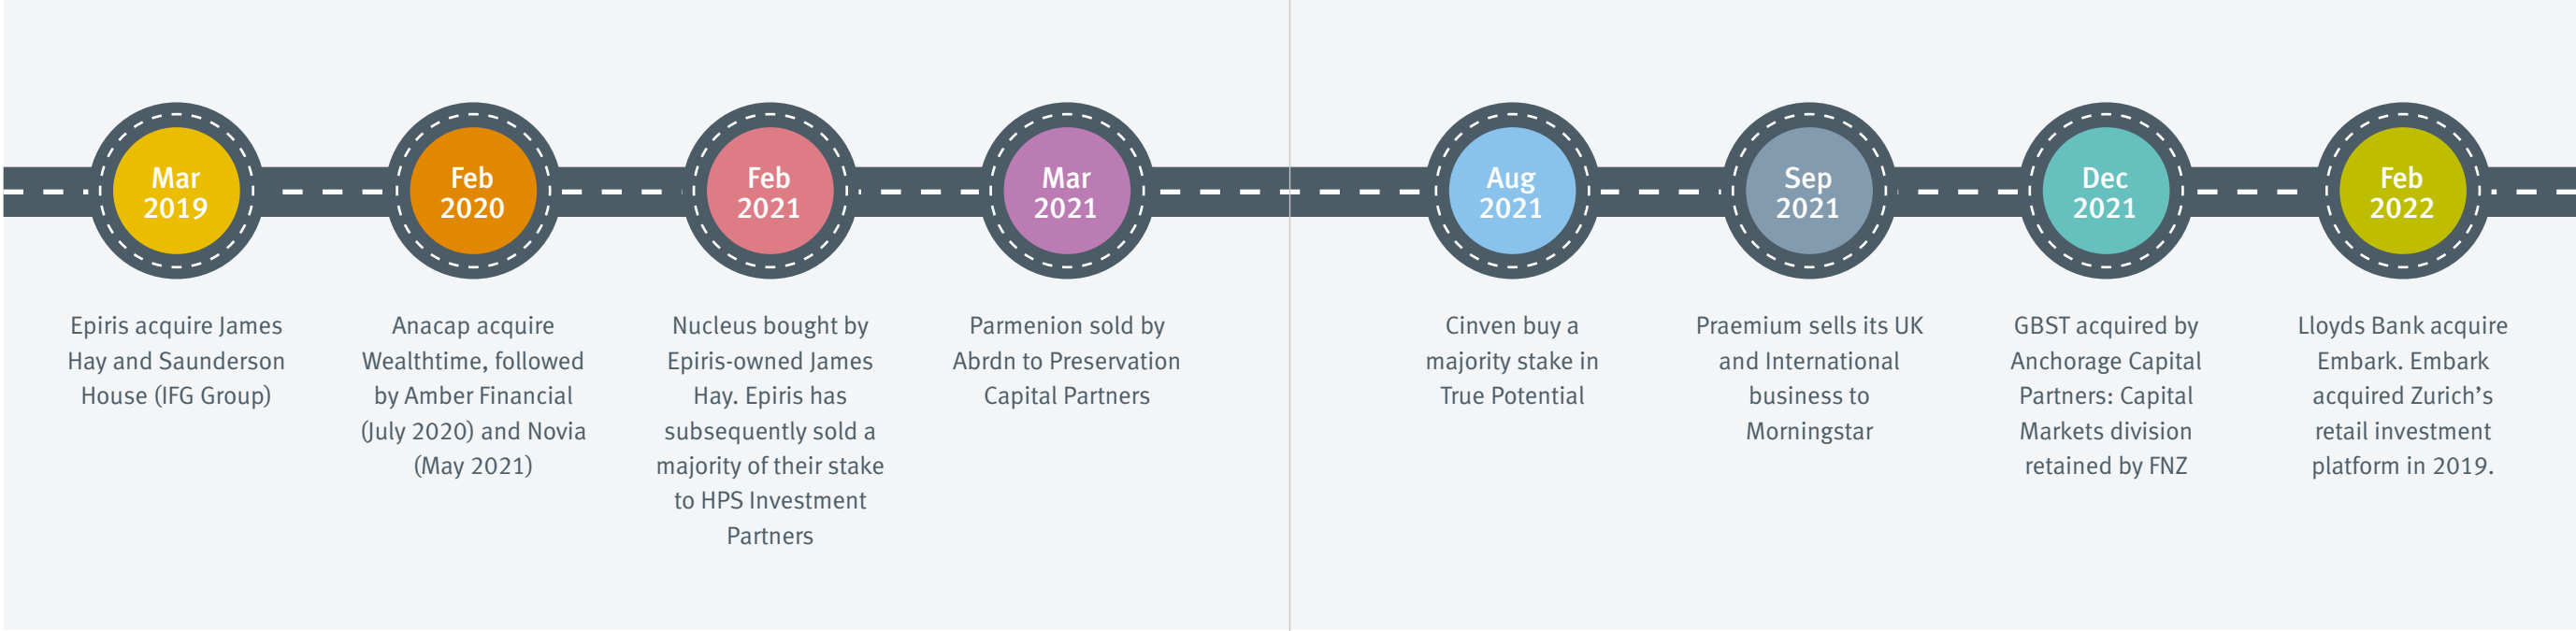 Mar
2019
Epiris acquire James
Hay and Saunderson
House (IFG Group)
Feb
2020
Anacap acquire
Wealthtime, followed
by Amber Financial
(July 2020) and Novia
(May 2021)
Feb
2021
Nucleus bought by
Epiris-owned James
Hay. Epiris has
subsequently sold a
majority of their stake
to HPS Investment
Partners
Mar
2021
Parmenion sold by
Abrdn to Preservation
Capital Partners
Aug
2021
Cinven buy a
majority stake in
True Potential
Sep
2021
Praemium sells its UK
and International
business to
Morningstar
Dec
2021
GBST acquired by
Anchorage Capital
Partners: Capital
Markets division
retained by FNZ
Feb
2022
Lloyds Bank acquire
Embark. Embark
acquired Zurich’s
retail investment
platform in 2019.